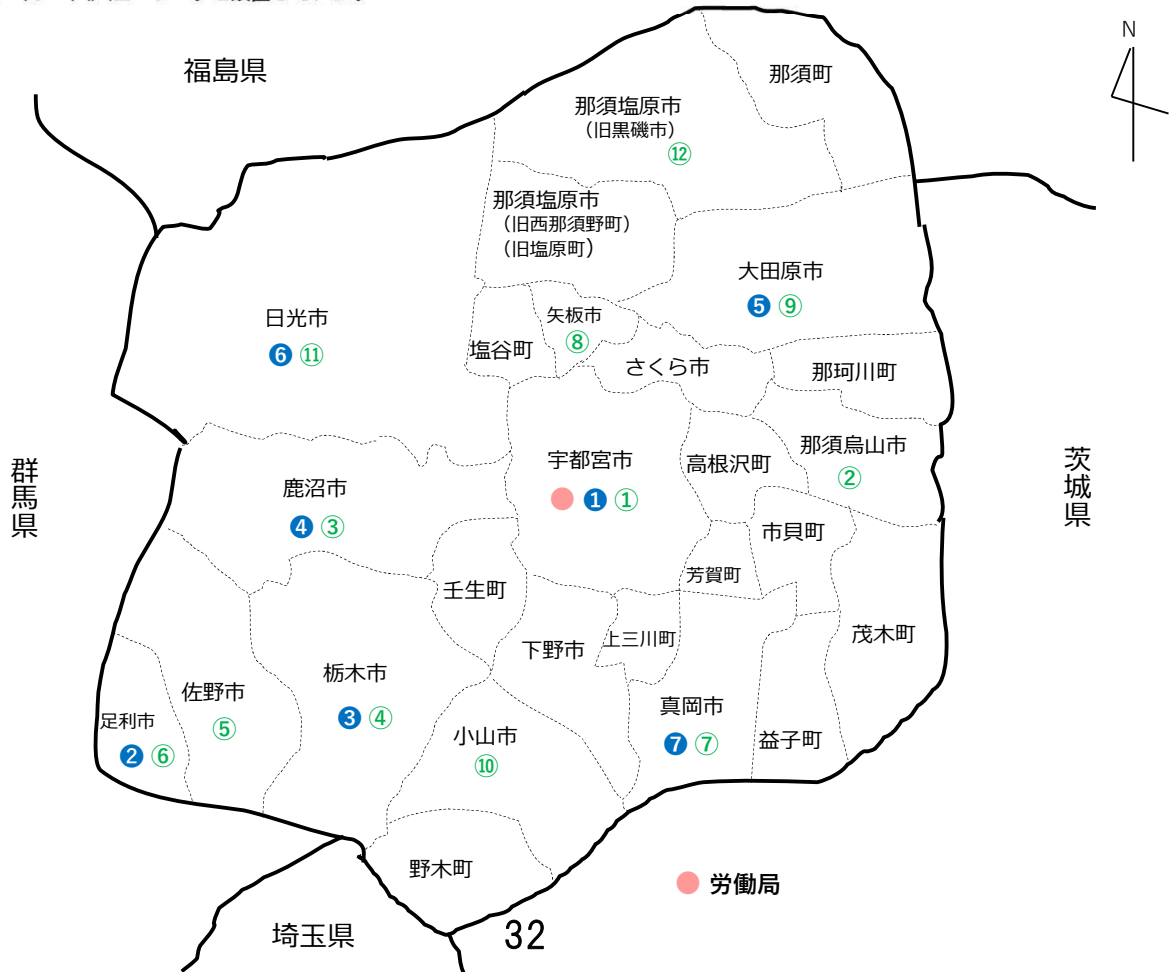 N
福島県
那須町
那須塩原市
（旧黒磯市）
⑫
那須塩原市
（旧西那須野町）
（旧塩原町）
大田原市
❺ ⑨
日光市
❻ ⑪
矢板市
⑧
塩谷町
さくら市
那珂川町
群馬県
茨城県
宇都宮市
❶ ①
高根沢町
那須烏山市
②
鹿沼市
❹ ③
市貝町
芳賀町
壬生町
下野市
上三川町
茂木町
栃木市
❸ ④
佐野市
⑤
足利市
❷ ⑥
小山市
⑩
真岡市
❼ ⑦
益子町
野木町
労働局
埼玉県
32